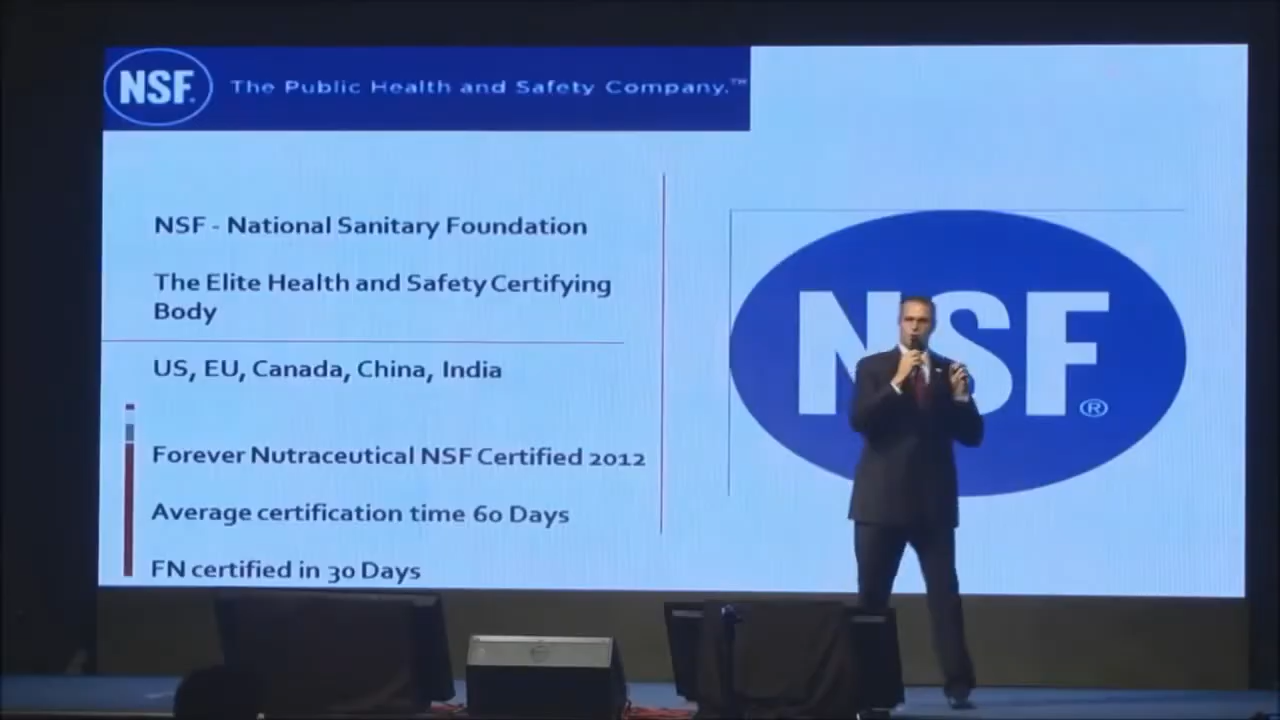 NSF® The Public Health and Safety Company.™
NSF - National Sanitary Foundation
The Elite Health and Safety Certifying
Body
US, EU, Canada, China, India
Forever Nutraceutical NSF Certified 2012
Average certification time 60 Days
FN certified in 30 Days
NSF®